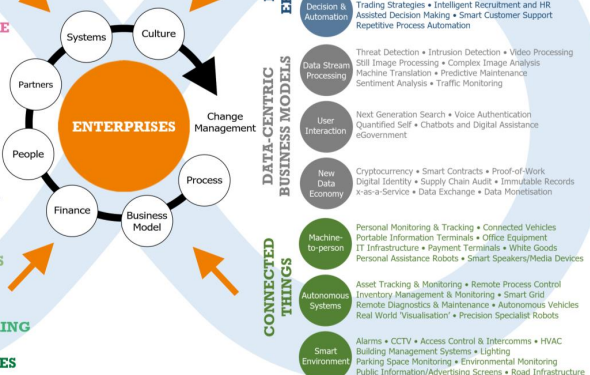 E
Systems
Culture
Partners
ENTERPRISES
Change
Management
People
Process
Finance
Business
Model
S
ING
ES
E
Decision &
Automation
Trading Strategies • Intelligent Recruitment and HR
Assisted Decision Making • Smart Customer Support
Repetitive Process Automation
DATA-CENTRIC
BUSINESS MODELS
Data Stream
Processing
Threat Detection • Intrusion Detection • Video Processing
Still Image Processing • Complex Image Analysis
Machine Translation • Predictive Maintenance
Sentiment Analysis • Traffic Monitoring
User
Interaction
Next Generation Search • Voice Authentication
Quantified Self • Chatbots and Digital Assistance
eGovernment
New
Data
Economy
Cryptocurrency • Smart Contracts • Proof-of-Work
Digital Identity • Supply Chain Audit • Immutable Records
x-as-a-Service • Data Exchange • Data Monetisation
CONNECTED
THINGS
Machine-
to-person
Personal Monitoring & Tracking • Connected Vehicles
Portable Information Terminals • Office Equipment
IT Infrastructure • Payment Terminals • White Goods
Personal Assistance Robots • Smart Speakers/Media Devices
Autonomous
Systems
Asset Tracking & Monitoring • Remote Process Control
Inventory Management & Monitoring • Smart Grid
Remote Diagnostics & Maintenance • Autonomous Vehicles
Real World 'Visualisation' • Precision Specialist Robots
Smart
Environment
Alarms • CCTV • Access Control & Intercomms • HVAC
Building Management Systems • Lighting
Parking Space Monitoring • Environmental Monitoring
Public Information/Advertising Screens • Road Infrastructure